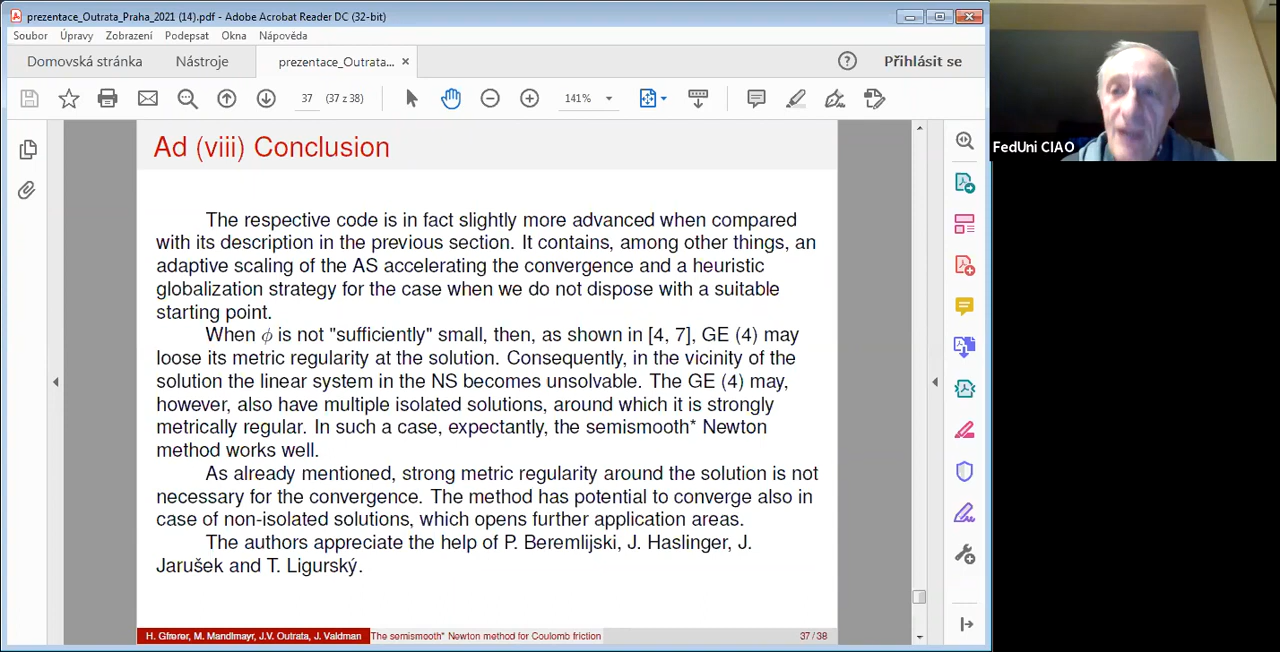 prezentace_Outrata_Praha_2021 (14).pdf - Adobe Acrobat Reader DC (32-bit)
Soubor Úpravy Zobrazení Podepsat Okna Nápověda
Domovská stránka Nástroje prezentace_Outrata... × Přihlásit se
37 (37 z 38) 141%
FedUni CIAO
Ad (viii) Conclusion
The respective code is in fact slightly more advanced when compared
with its description in the previous section. It contains, among other things, an
adaptive scaling of the AS accelerating the convergence and a heuristic
globalization strategy for the case when we do not dispose with a suitable
starting point.
When ϕ is not "sufficiently" small, then, as shown in [4, 7], GE (4) may
loose its metric regularity at the solution. Consequently, in the vicinity of the
solution the linear system in the NS becomes unsolvable. The GE (4) may,
however, also have multiple isolated solutions, around which it is strongly
metrically regular. In such a case, expectantly, the semismooth* Newton
method works well.
As already mentioned, strong metric regularity around the solution is not
necessary for the convergence. The method has potential to converge also in
case of non-isolated solutions, which opens further application areas.
The authors appreciate the help of P. Beremlijski, J. Haslinger, J.
Jarušek and T. Ligurský.
H. Gfrerer, M. Mandlmayr, J.V. Outrata, J. Valdman The semismooth* Newton method for Coulomb friction 37 / 38